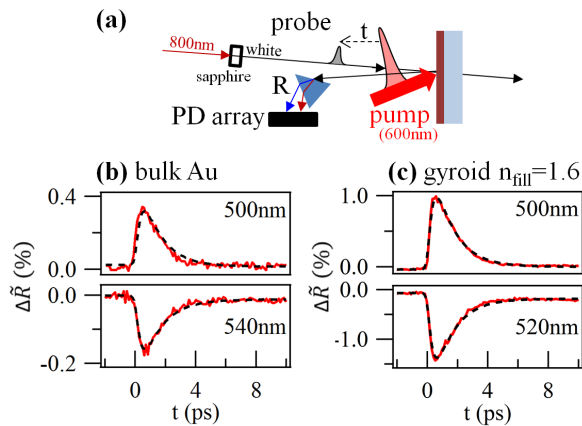 (a)
probe
t
800nm
white
sapphire
R
PD array
pump
(600nm)
(b) bulk Au
(c) gyroid n_fill=1.6
0.4
500nm
0.0
1.0
500nm
0.0
ΔR̃ (%)
ΔR̃ (%)
0.0
540nm
-0.2
0.0
520nm
-1.0
0 4 8
t (ps)
0 4 8
t (ps)